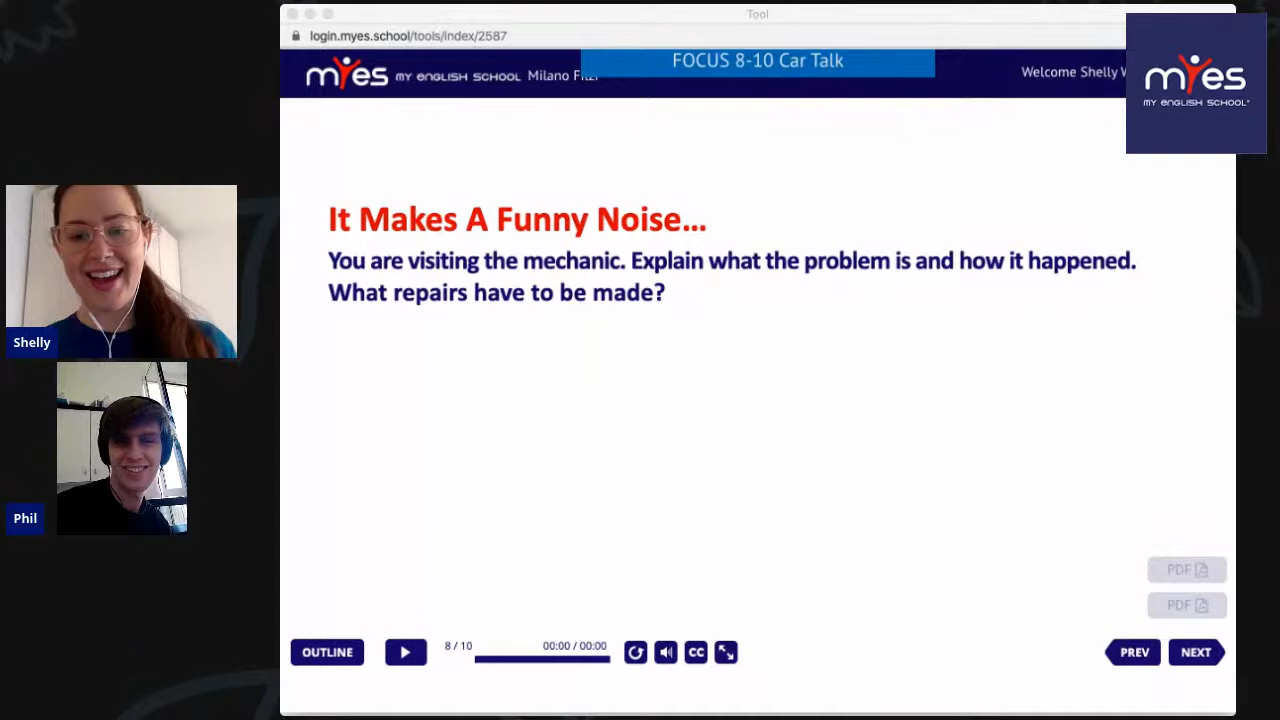 Tool
login.myes.school/tools/index/2587
myes MY ENGLISH SCHOOL Milano
FOCUS 8-10 Car Talk
Welcome Shelly
myes
MY ENGLISH SCHOOL
It Makes A Funny Noise...
You are visiting the mechanic. Explain what the problem is and how it happened.
What repairs have to be made?
Shelly
Phil
PDF
PDF
OUTLINE
8 / 10
00:00 / 00:00
CC
PREV
NEXT